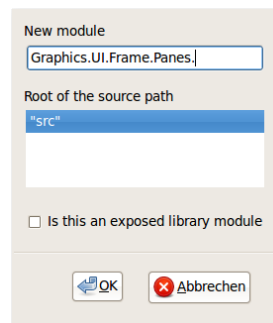 New module
Graphics.UI.Frame.Panes.
Root of the source path
"src"
Is this an exposed library module
OK Abbrechen